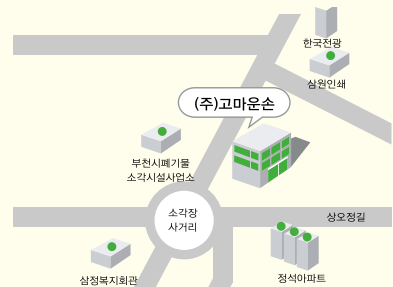 한국전광
삼원인쇄
(주)고마운손
부천시폐기물
소각시설사업소
소각장
사거리
상오정길
삼정복지회관
정석아파트